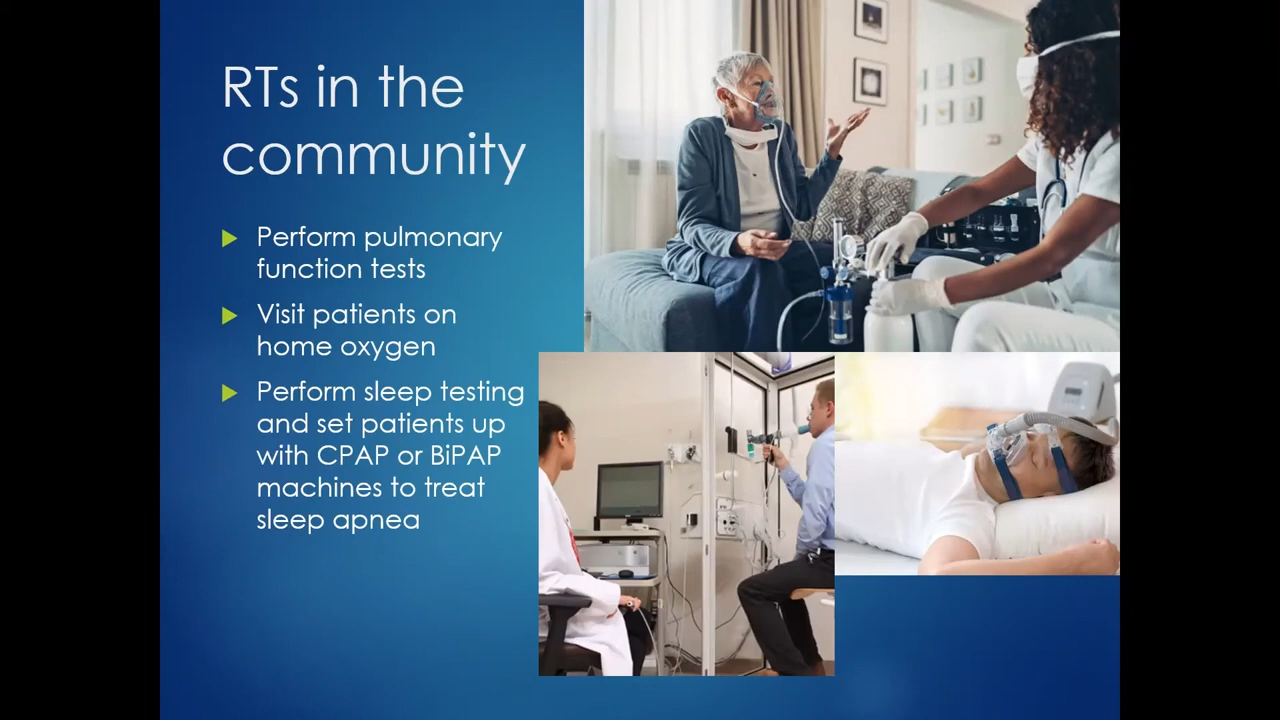 RTs in the
community
Perform pulmonary
function tests
Visit patients on
home oxygen
Perform sleep testing
and set patients up
with CPAP or BiPAP
machines to treat
sleep apnea